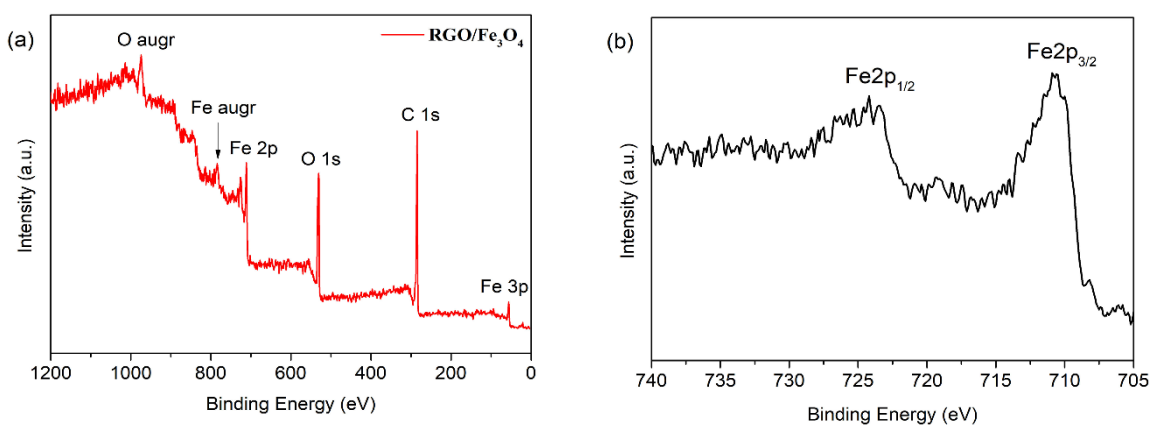 (a)
O augr
RGO/Fe₃O₄
Fe augr
Fe 2p
O 1s
C 1s
Fe 3p
Intensity (a.u.)
1200 1000 800 600 400 200 0
Binding Energy (eV)
(b)
Fe2p₁/₂
Fe2p₃/₂
Intensity (a.u.)
740 735 730 725 720 715 710 705
Binding Energy (eV)